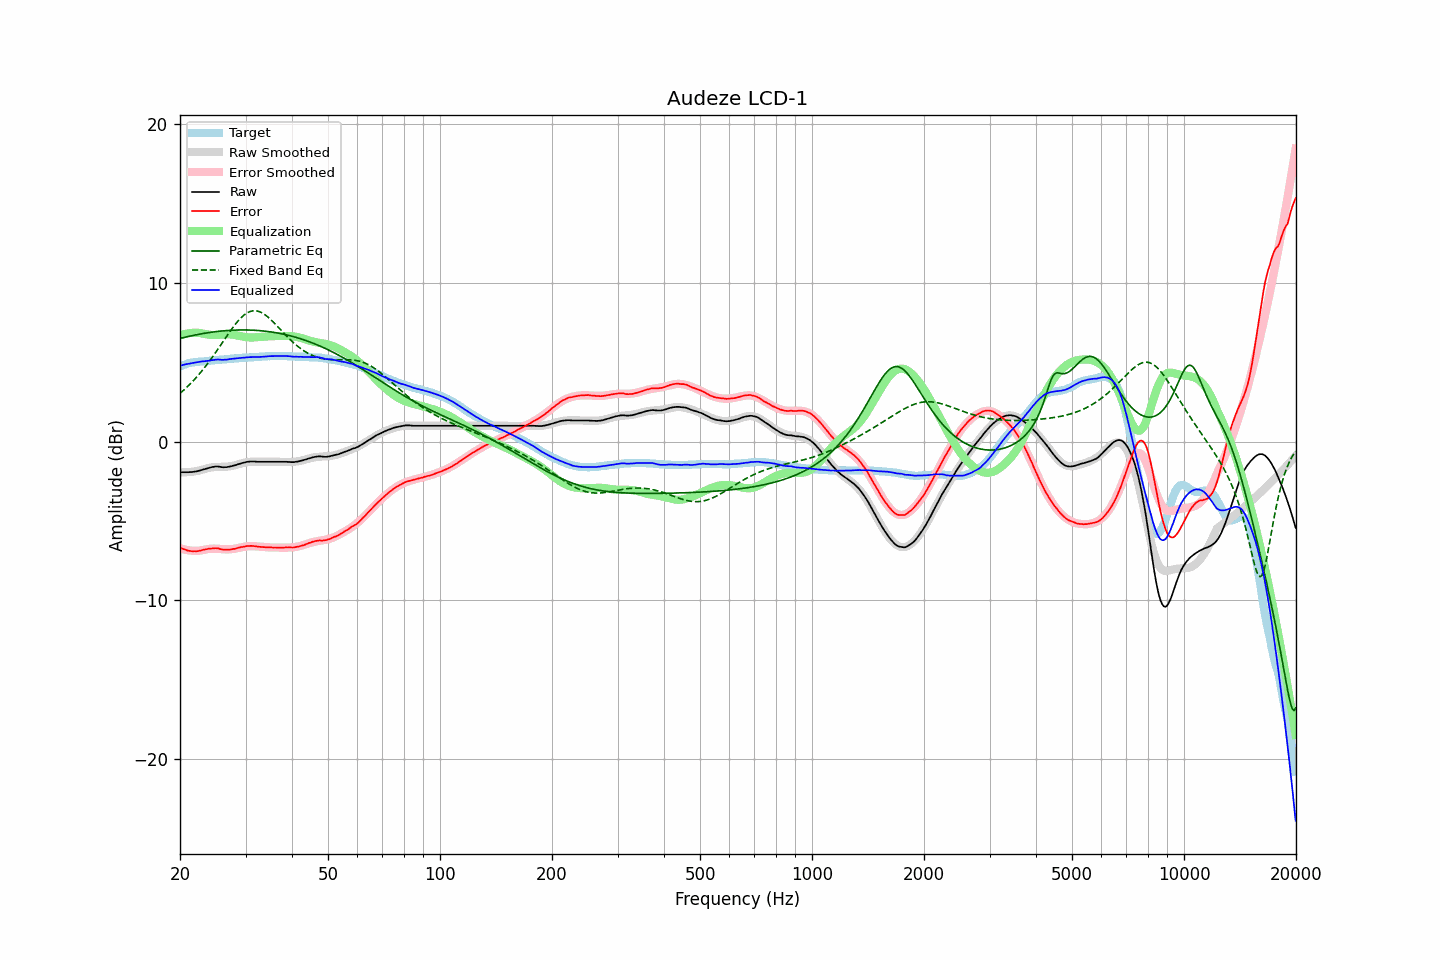 Audeze LCD-1
Target
Raw Smoothed
Error Smoothed
Raw
Error
Equalization
Parametric Eq
Fixed Band Eq
Equalized
20
10
0
−10
−20
Amplitude (dBr)
20 50 100 200 500 1000 2000 5000 10000 20000
Frequency (Hz)